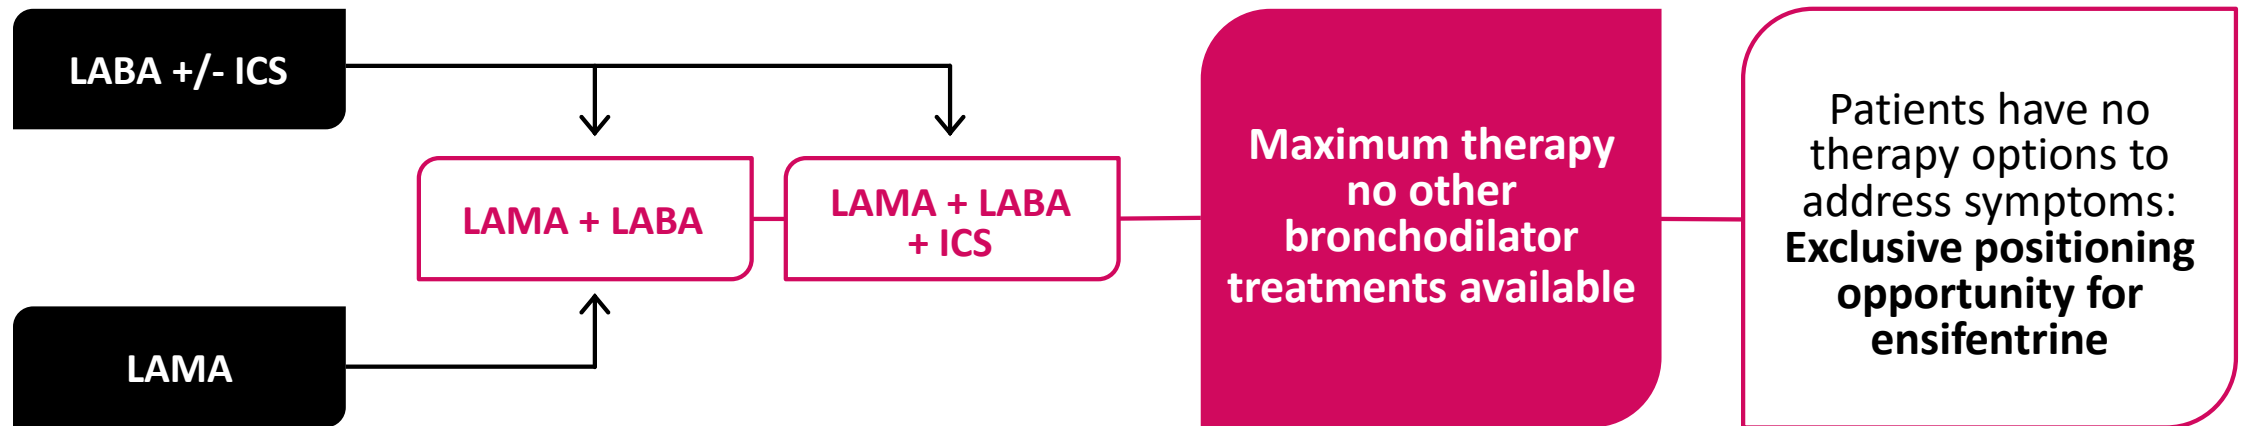 LABA +/- ICS
LAMA + LABA
LAMA + LABA
+ ICS
LAMA
Maximum therapy
no other
bronchodilator
treatments available
Patients have no
therapy options to
address symptoms:
Exclusive positioning
opportunity for
ensifentrine